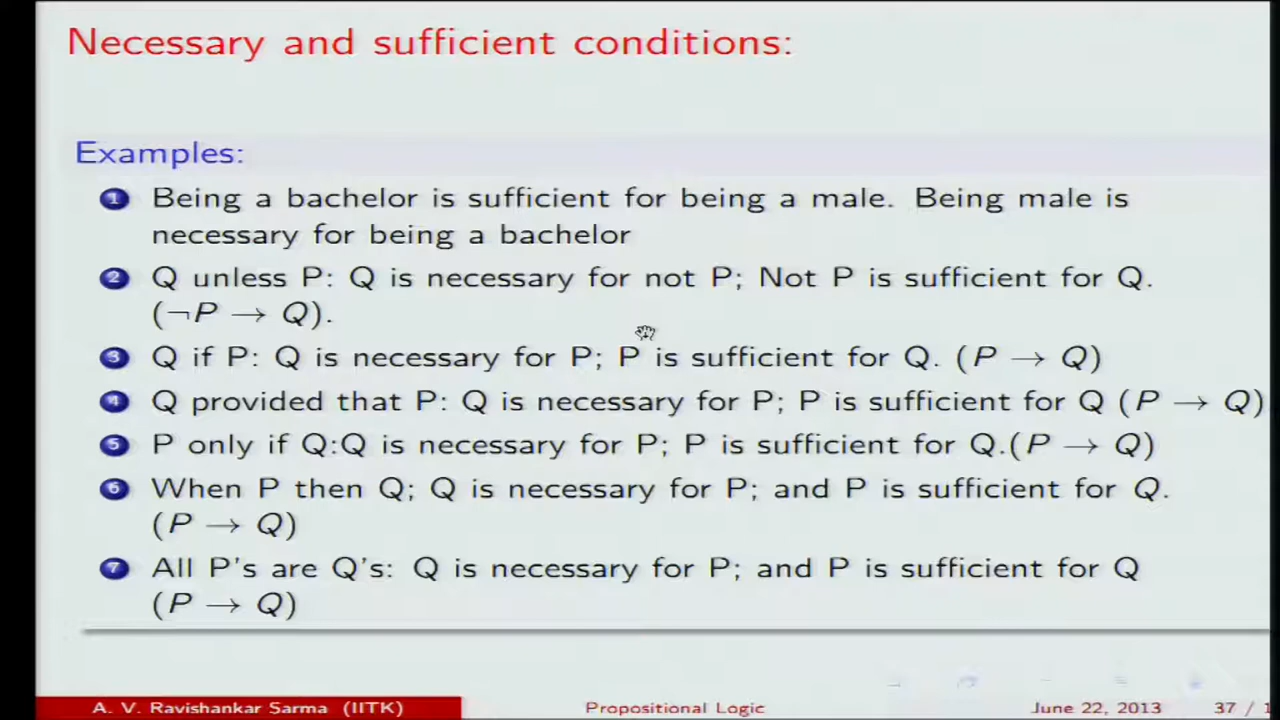 Necessary and sufficient conditions:
Examples:
1 Being a bachelor is sufficient for being a male. Being male is
necessary for being a bachelor
2 Q unless P: Q is necessary for not P; Not P is sufficient for Q.
(¬P → Q).
3 Q if P: Q is necessary for P; P is sufficient for Q. (P → Q)
4 Q provided that P: Q is necessary for P; P is sufficient for Q (P → Q)
5 P only if Q:Q is necessary for P; P is sufficient for Q.(P → Q)
6 When P then Q; Q is necessary for P; and P is sufficient for Q.
(P → Q)
7 All P's are Q's: Q is necessary for P; and P is sufficient for Q
(P → Q)
A. V. Ravishankar Sarma (IITK) Propositional Logic June 22, 2013 37 / 1